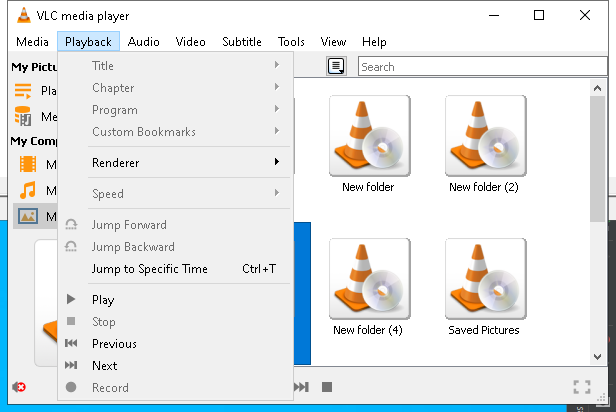 VLC media player
Media Playback Audio Video Subtitle Tools View Help
My Pictu
Search
Pla
Me
My Comp
M
M
M
Title
Chapter
Program
Custom Bookmarks
Renderer
Speed
Jump Forward
Jump Backward
Jump to Specific Time Ctrl+T
Play
Stop
Previous
Next
Record
New folder
New folder (2)
New folder (4)
Saved Pictures